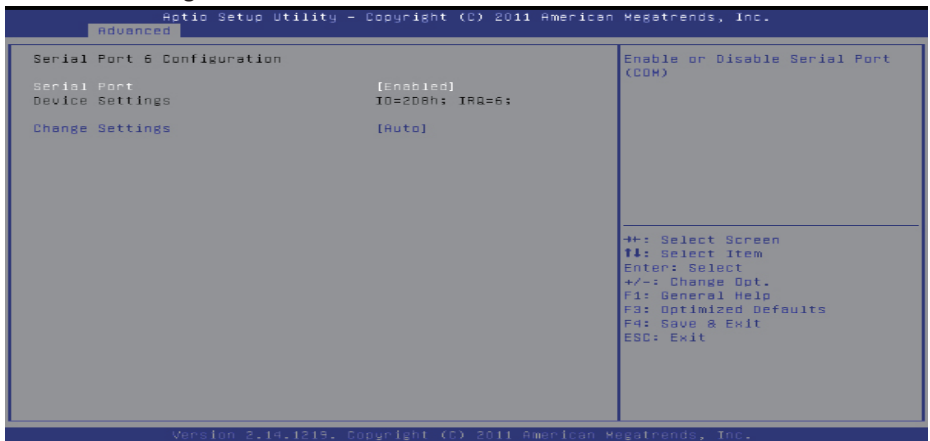 Aptio Setup Utility – Copyright (C) 2011 American Megatrends, Inc.
Advanced
Serial Port 6 Configuration
Serial Port [Enabled]
Device Settings IO=2D8h; IRQ=6;
Change Settings [Auto]
Enable or Disable Serial Port
(COM)
→←: Select Screen
↑↓: Select Item
Enter: Select
+/-: Change Opt.
F1: General Help
F3: Optimized Defaults
F4: Save & Exit
ESC: Exit
Version 2.14.1219. Copyright (C) 2011 American Megatrends, Inc.